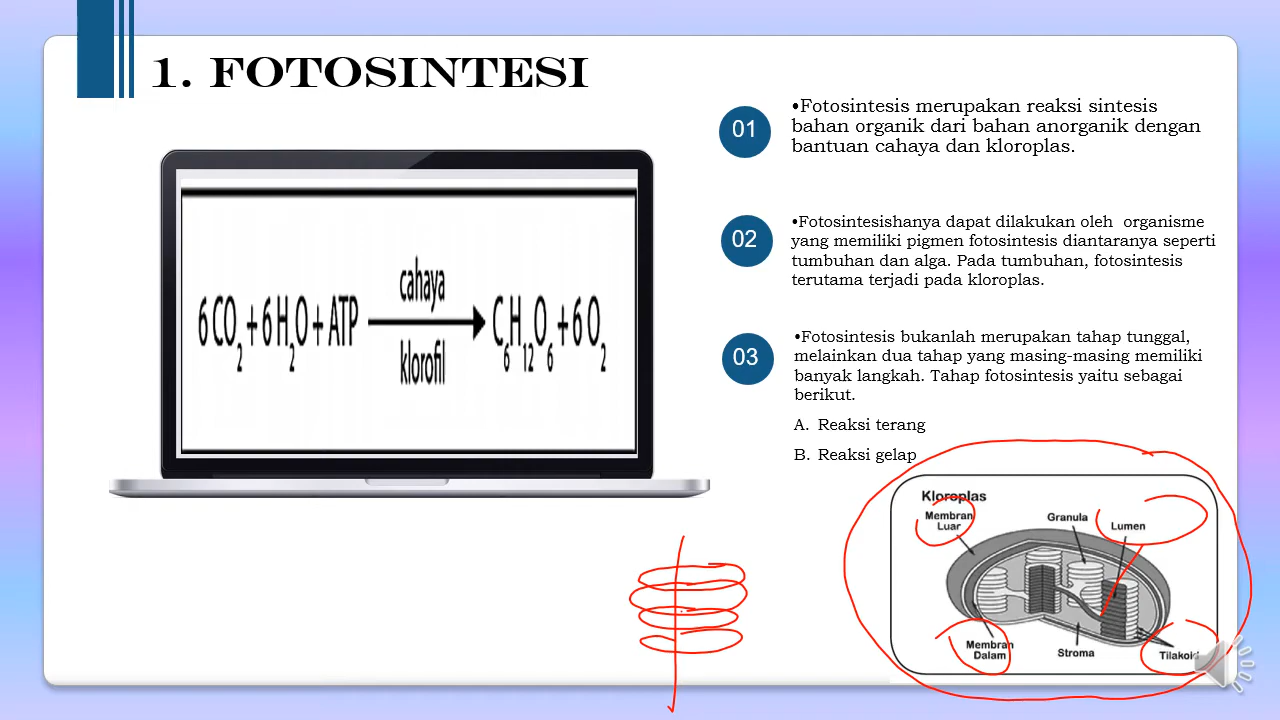 1. FOTOSINTESI
6CO2+6H2O+ATP cahaya klorofil C6H12O6+6O2
01
•Fotosintesis merupakan reaksi sintesis
bahan organik dari bahan anorganik dengan
bantuan cahaya dan kloroplas.
02
•Fotosintesishanya dapat dilakukan oleh organisme
yang memiliki pigmen fotosintesis diantaranya seperti
tumbuhan dan alga. Pada tumbuhan, fotosintesis
terutama terjadi pada kloroplas.
03
•Fotosintesis bukanlah merupakan tahap tunggal,
melainkan dua tahap yang masing-masing memiliki
banyak langkah. Tahap fotosintesis yaitu sebagai
berikut.
A. Reaksi terang
B. Reaksi gelap
Kloroplas
Membran
Luar
Granula
Lumen
Membran
Dalam
Stroma
Tilakoid